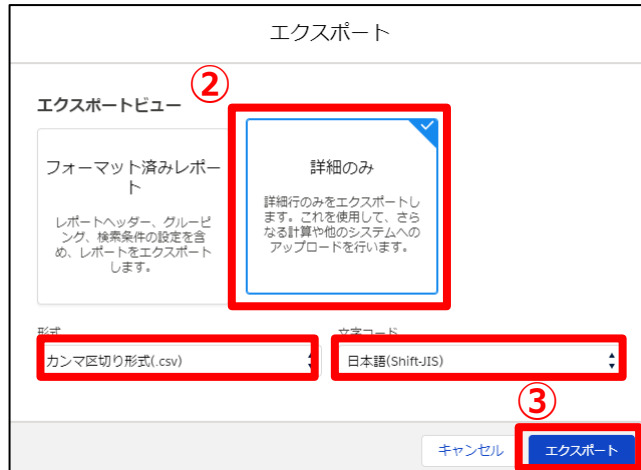 エクスポート
②
エクスポートビュー
フォーマット済みレポー
ト
レポートヘッダー、グルーピ
ング、検索条件の設定を含
め、レポートをエクスポート
します。
詳細のみ
詳細行のみをエクスポートし
ます。これを使用して、さら
なる計算や他のシステムへの
アップロードを行います。
形式
カンマ区切り形式(.csv)
文字コード
日本語(Shift-JIS)
③
キャンセル
エクスポート